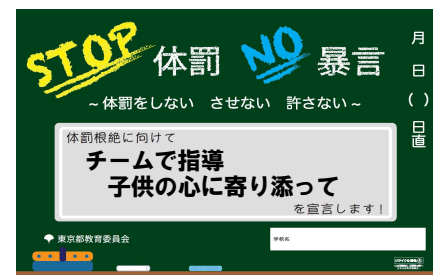 STOP 体罰 NO 暴言
~体罰をしない させない 許さない~
月
日
( )
日直
体罰根絶に向けて
チームで指導
子供の心に寄り添って
を宣言します!
東京都教育委員会
学校名